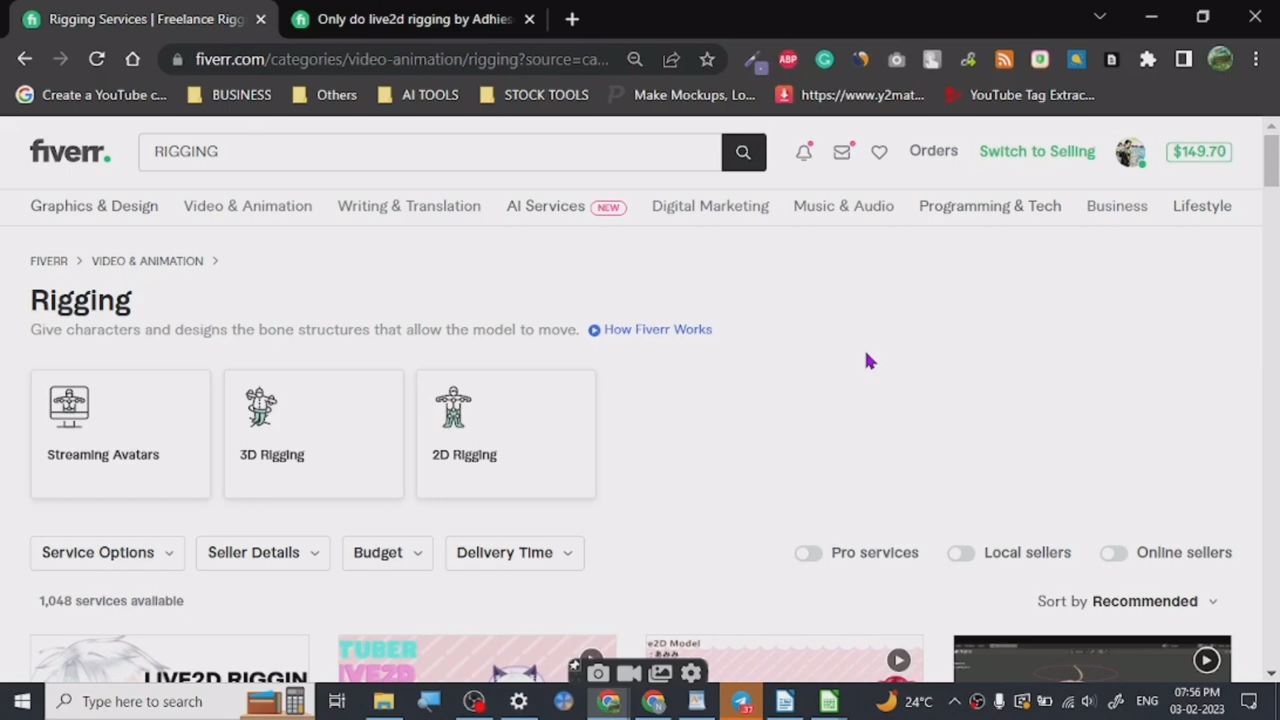 Rigging Services | Freelance Rigg
Only do live2d rigging by Adhies
fiverr.com/categories/video-animation/rigging?source=ca...
ABP
Create a YouTube c...
BUSINESS
Others
AI TOOLS
STOCK TOOLS
Make Mockups, Lo...
https://www.y2mat...
YouTube Tag Extrac...
fiverr.
RIGGING
Orders
Switch to Selling
$149.70
Graphics & Design
Video & Animation
Writing & Translation
AI Services NEW
Digital Marketing
Music & Audio
Programming & Tech
Business
Lifestyle
FIVERR > VIDEO & ANIMATION >
Rigging
Give characters and designs the bone structures that allow the model to move.
How Fiverr Works
Streaming Avatars
3D Rigging
2D Rigging
Service Options
Seller Details
Budget
Delivery Time
Pro services
Local sellers
Online sellers
1,048 services available
Sort by Recommended
LIVE2D RIGGIN
TUBER
e2D Model
Type here to search
37
24°C
ENG
07:56 PM
03-02-2023